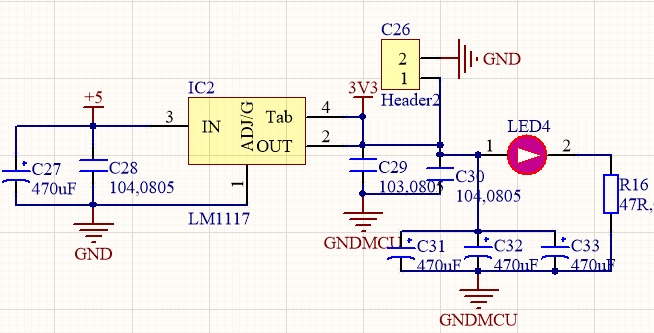 C26
2
GND
1
Header2
+5
IC2
3V3
3
IN
ADJ/G
Tab
OUT
4
2
1
LM1117
C27
470uF
C28
104,0805
GND
C29
103,0805
C30
104,0805
GNDMCU
LED4
1
2
R16
47R,
C31
470uF
C32
470uF
C33
470uF
GNDMCU